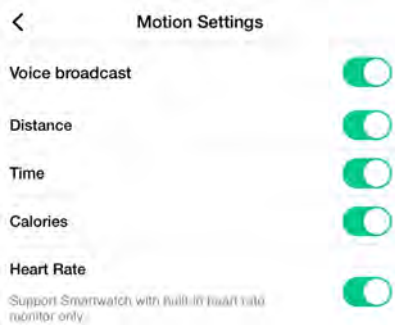 Motion Settings
Voice broadcast
Distance
Time
Calories
Heart Rate
Support Smartwatch with built-in heart rate
monitor only